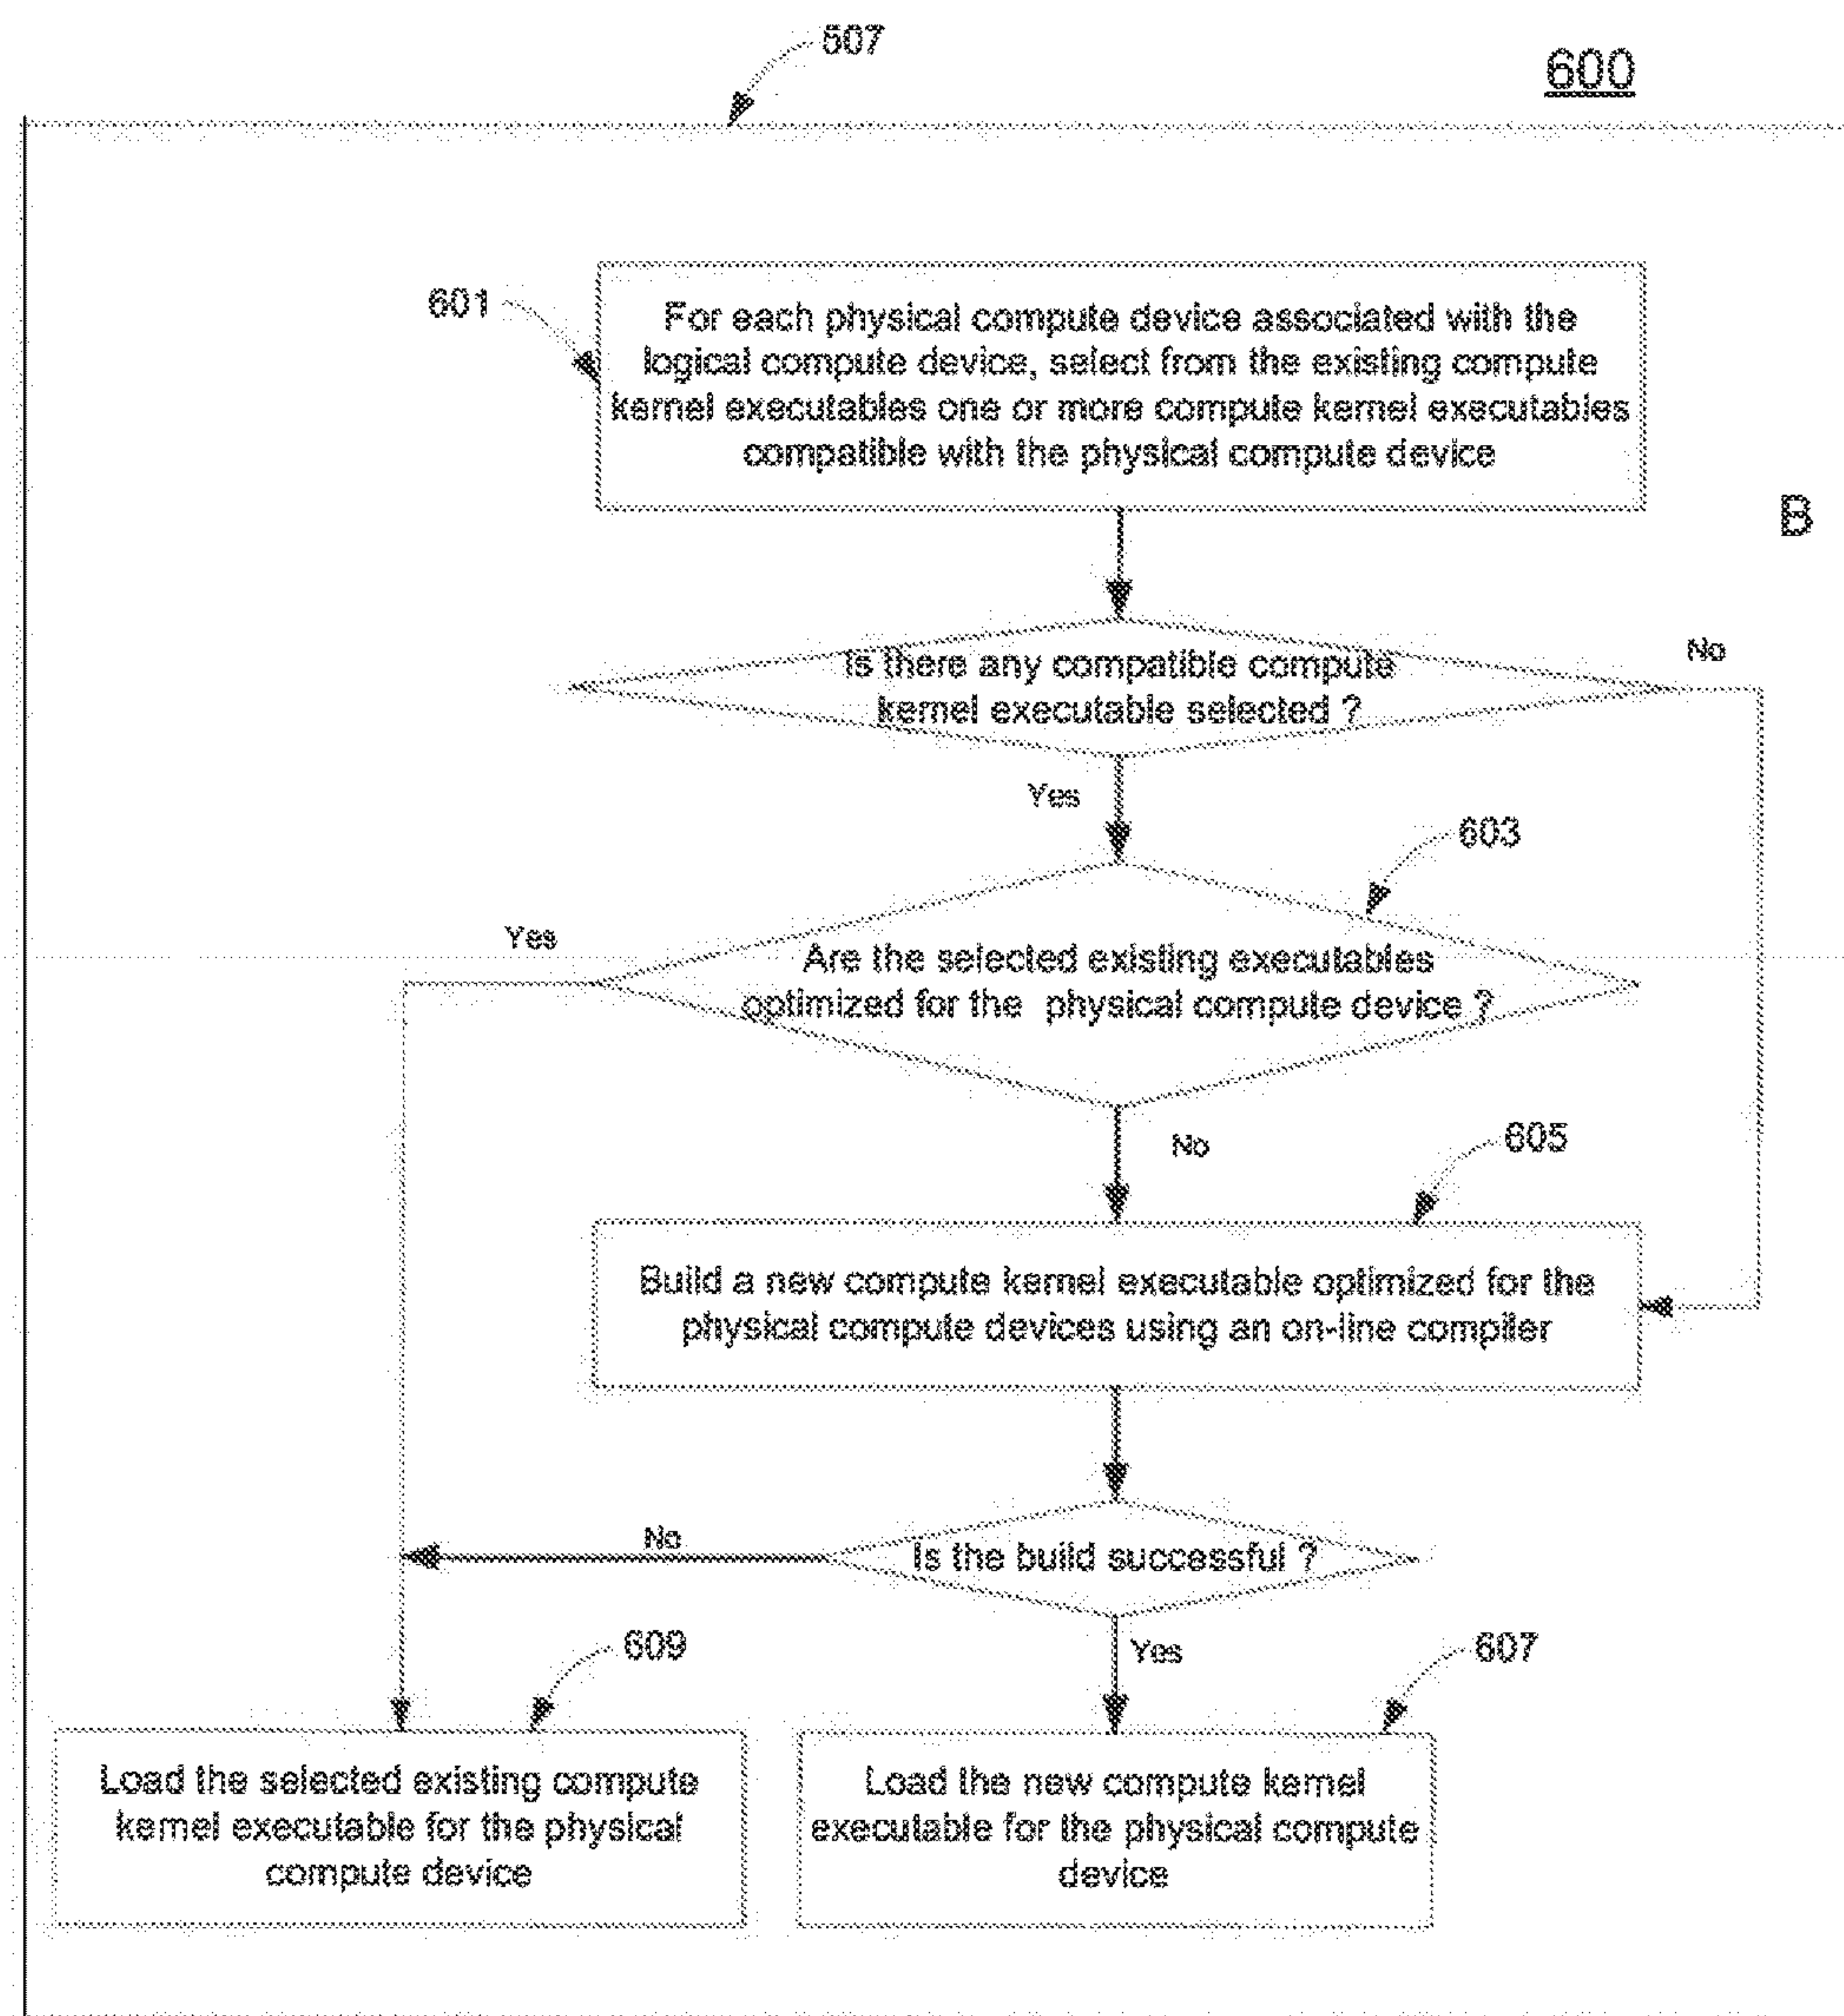 507
600
601
For each physical compute device associated with the
logical compute device, select from the existing compute
kernel executables one or more compute kernel executables
compatible with the physical compute device
B
Is there any compatible compute
kernel executable selected ?
No
Yes
603
Yes
Are the selected existing executables
optimized for the physical compute device ?
No
605
Build a new compute kernel executable optimized for the
physical compute devices using an on-line compiler
No
Is the build successful ?
609
Yes
607
Load the selected existing compute
kernel executable for the physical
compute device
Load the new compute kernel
executable for the physical compute
device